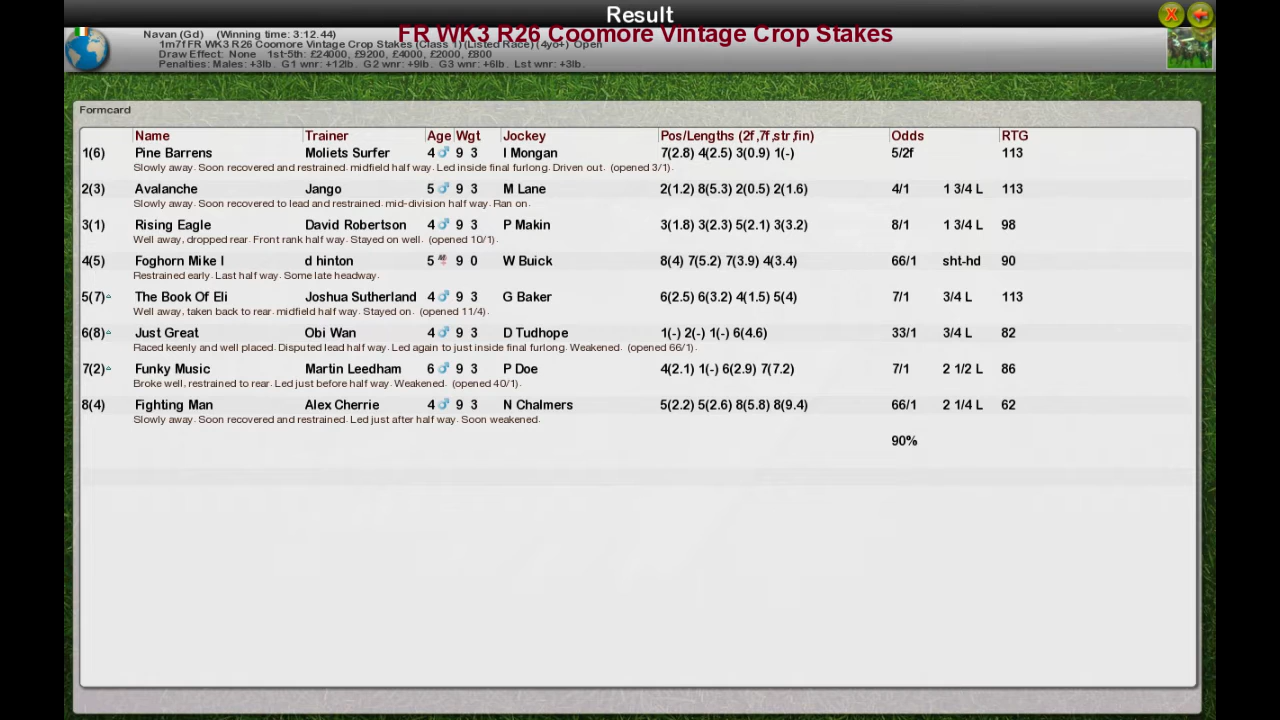 Result
FR WK3 R26 Coomore Vintage Crop Stakes
Navan (Gd) (Winning time: 3:12.44)
1m7f FR WK3 R26 Coomore Vintage Crop Stakes (Class 1) (Listed Race) (4yo+) Open
Draw Effect: None 1st-5th: £24000, £9200, £4000, £2000, £800
Penalties: Males: +3lb. G1 wnr: +12lb. G2 wnr: +9lb. G3 wnr: +6lb. Lst wnr: +3lb.
Formcard
Name Trainer Age Wgt Jockey Pos/Lengths (2f,7f,str,fin) Odds RTG
1(6) Pine Barrens Moliets Surfer 4 9 3 I Mongan 7(2.8) 4(2.5) 3(0.9) 1(-) 5/2f 113
Slowly away. Soon recovered and restrained. midfield half way. Led inside final furlong. Driven out. (opened 3/1).
2(3) Avalanche Jango 5 9 3 M Lane 2(1.2) 8(5.3) 2(0.5) 2(1.6) 4/1 1 3/4 L 113
Slowly away. Soon recovered to lead and restrained. mid-division half way. Ran on.
3(1) Rising Eagle David Robertson 4 9 3 P Makin 3(1.8) 3(2.3) 5(2.1) 3(3.2) 8/1 1 3/4 L 98
Well away, dropped rear. Front rank half way. Stayed on well. (opened 10/1).
4(5) Foghorn Mike I d hinton 5 9 0 W Buick 8(4) 7(5.2) 7(3.9) 4(3.4) 66/1 sht-hd 90
Restrained early. Last half way. Some late headway.
5(7) The Book Of Eli Joshua Sutherland 4 9 3 G Baker 6(2.5) 6(3.2) 4(1.5) 5(4) 7/1 3/4 L 113
Well away, taken back to rear. midfield half way. Stayed on. (opened 11/4).
6(8) Just Great Obi Wan 4 9 3 D Tudhope 1(-) 2(-) 1(-) 6(4.6) 33/1 3/4 L 82
Raced keenly and well placed. Disputed lead half way. Led again to just inside final furlong. Weakened. (opened 66/1).
7(2) Funky Music Martin Leedham 6 9 3 P Doe 4(2.1) 1(-) 6(2.9) 7(7.2) 7/1 2 1/2 L 86
Broke well, restrained to rear. Led just before half way. Weakened. (opened 40/1).
8(4) Fighting Man Alex Cherrie 4 9 3 N Chalmers 5(2.2) 5(2.6) 8(5.8) 8(9.4) 66/1 2 1/4 L 62
Slowly away. Soon recovered and restrained. Led just after half way. Soon weakened.
90%